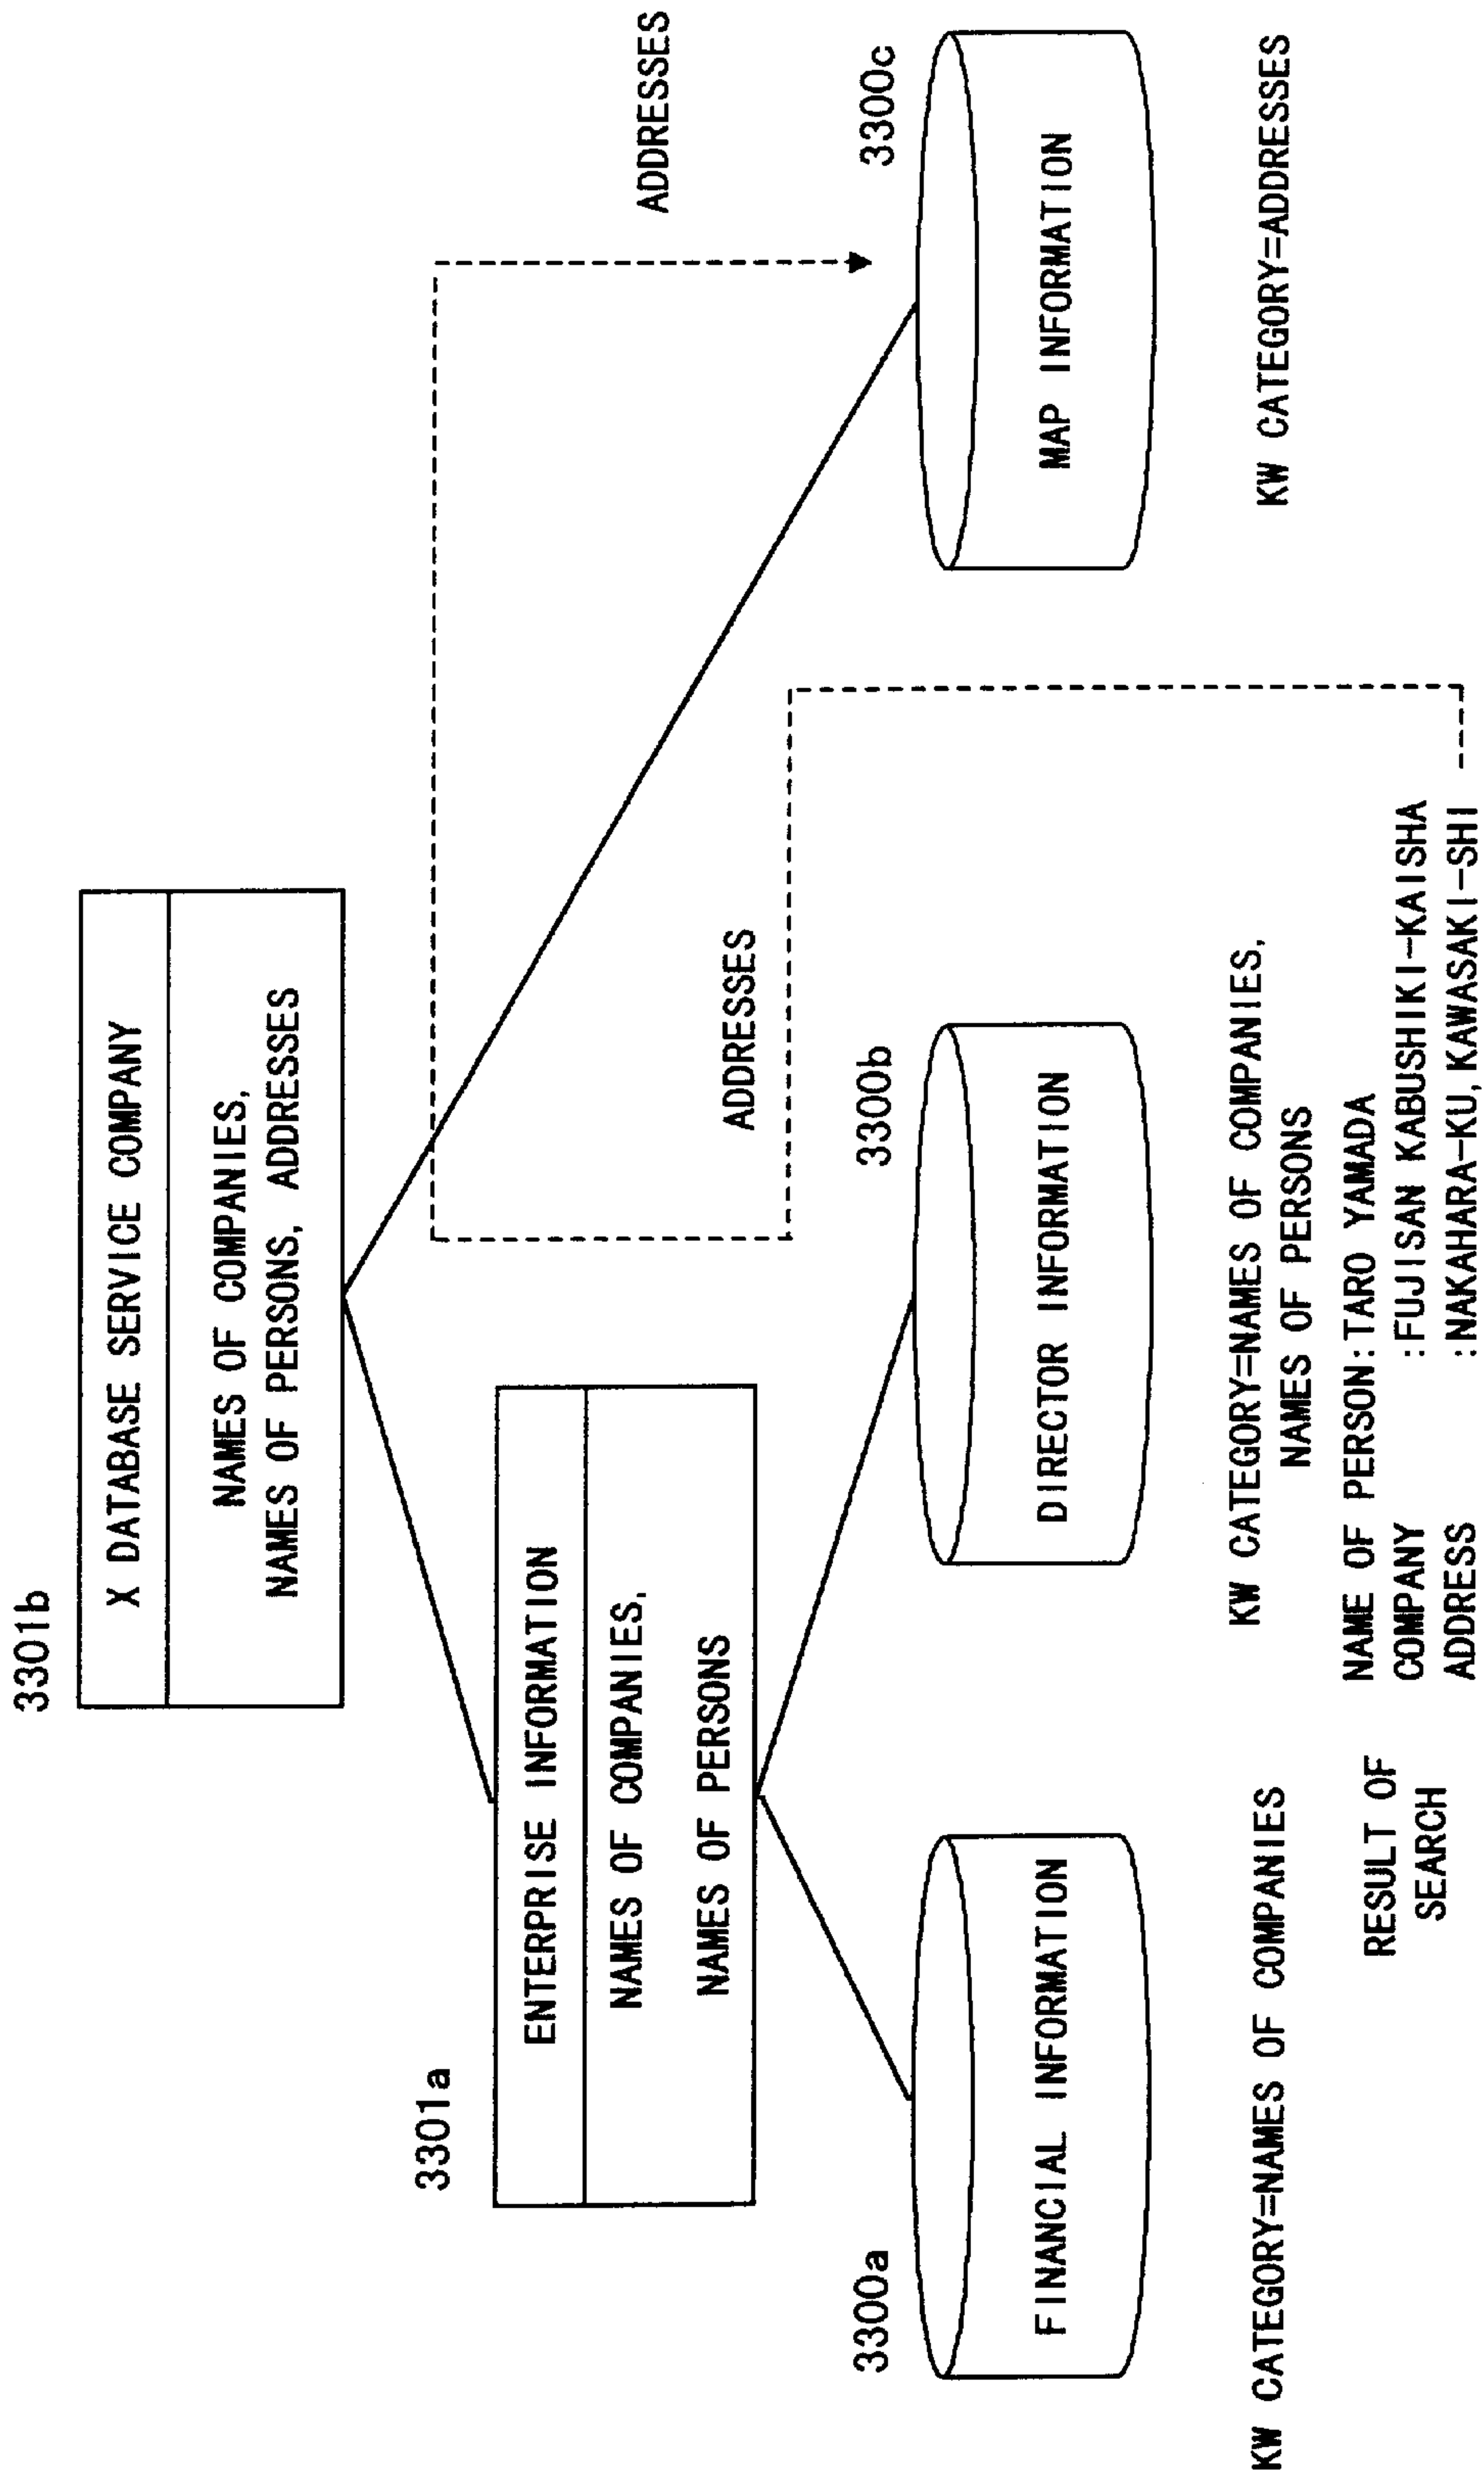 3301b
X DATABASE SERVICE COMPANY
NAMES OF COMPANIES,
NAMES OF PERSONS, ADDRESSES
3301a
ENTERPRISE INFORMATION
NAMES OF COMPANIES,
NAMES OF PERSONS
ADDRESSES
ADDRESSES
3300a
FINANCIAL INFORMATION
KW CATEGORY=NAMES OF COMPANIES
3300b
DIRECTOR INFORMATION
KW CATEGORY=NAMES OF COMPANIES,
NAMES OF PERSONS
3300c
MAP INFORMATION
KW CATEGORY=ADDRESSES
RESULT OF
SEARCH
NAME OF PERSON:TARO YAMADA
COMPANY :FUJISAN KABUSHIKI-KAISHA
ADDRESS :NAKAHARA-KU, KAWASAKI-SHI